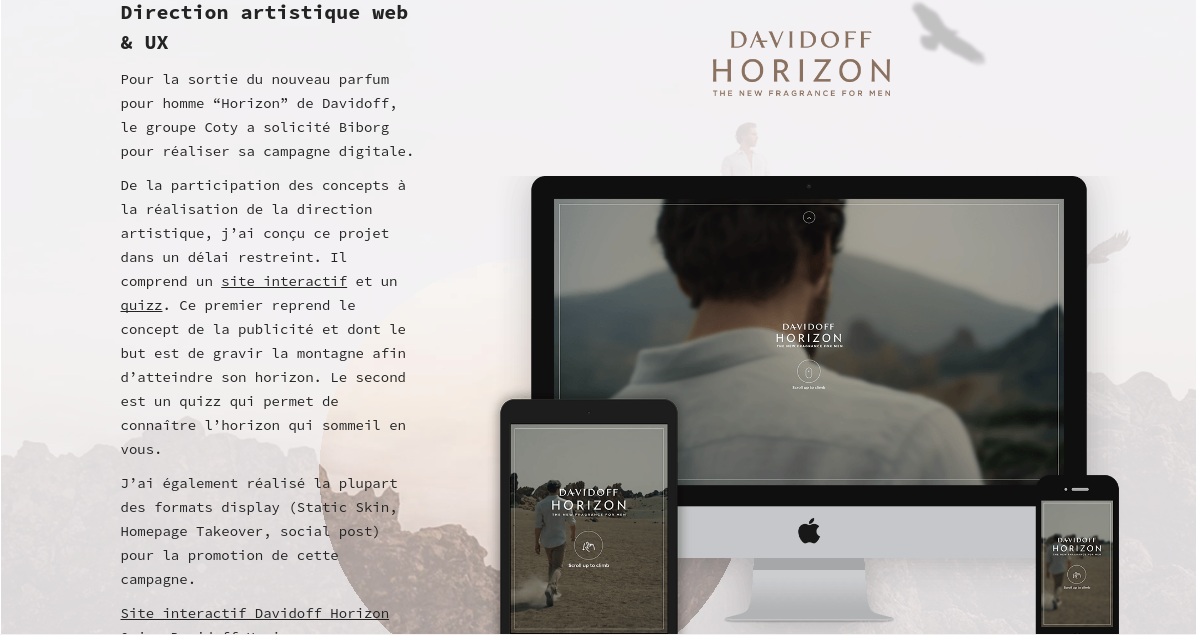 Direction artistique web
& UX
Pour la sortie du nouveau parfum
pour homme “Horizon” de Davidoff,
le groupe Coty a solicité Biborg
pour réaliser sa campagne digitale.
De la participation des concepts à
la réalisation de la direction
artistique, j’ai conçu ce projet
dans un délai restreint. Il
comprend un site interactif et un
quizz. Ce premier reprend le
concept de la publicité et dont le
but est de gravir la montagne afin
d’atteindre son horizon. Le second
est un quizz qui permet de
connaître l’horizon qui sommeil en
vous.
J’ai également réalisé la plupart
des formats display (Static Skin,
Homepage Takeover, social post)
pour la promotion de cette
campagne.
Site interactif Davidoff Horizon
DAVIDOFF
HORIZON
THE NEW FRAGRANCE FOR MEN
DAVIDOFF
HORIZON
THE NEW FRAGRANCE FOR MEN
Scroll up to climb
DAVIDOFF
HORIZON
THE NEW FRAGRANCE FOR MEN
Scroll up to climb
DAVIDOFF
HORIZON
Scroll up to climb